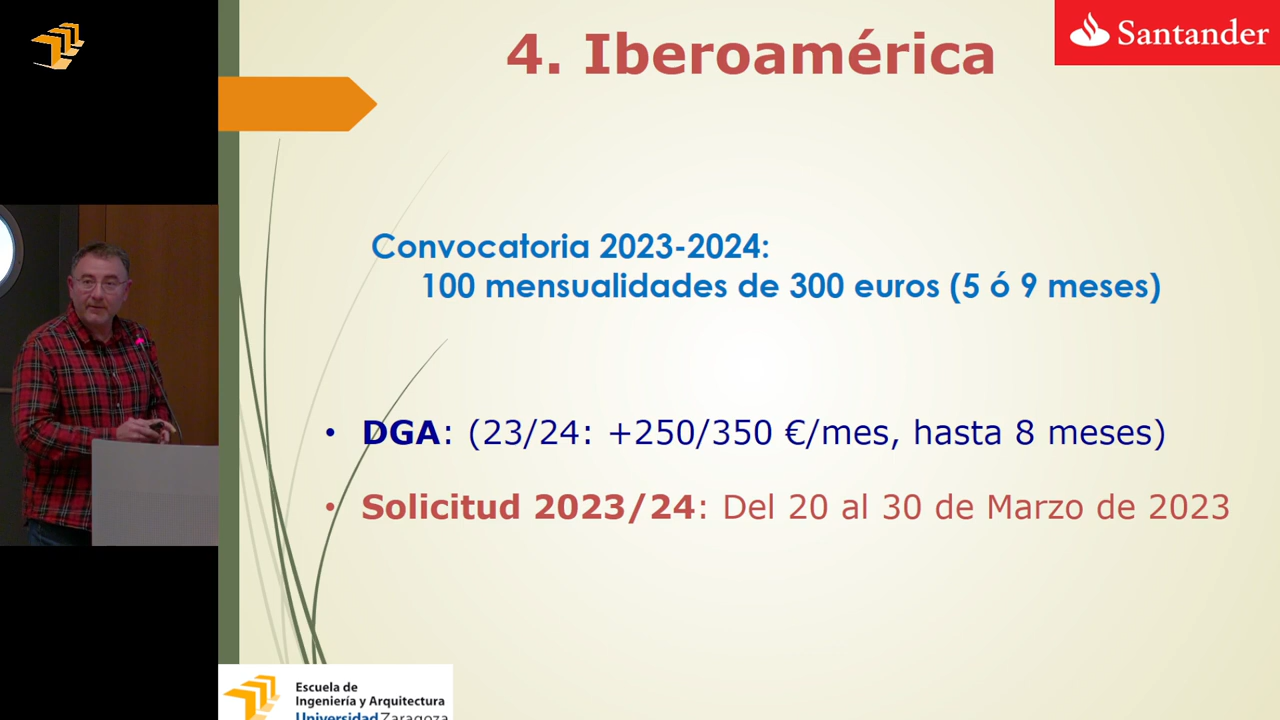 4. Iberoamérica
Santander
Convocatoria 2023-2024:
100 mensualidades de 300 euros (5 ó 9 meses)
• DGA: (23/24: +250/350 €/mes, hasta 8 meses)
• Solicitud 2023/24: Del 20 al 30 de Marzo de 2023
Escuela de
Ingeniería y Arquitectura
Universidad Zaragoza